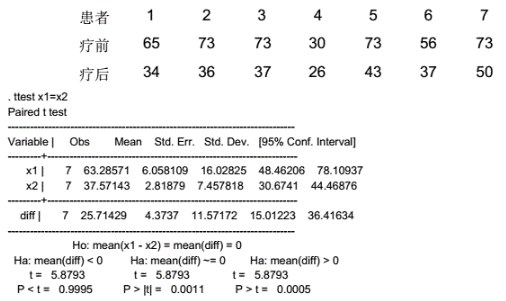 患者 1 2 3 4 5 6 7
疗前 65 73 73 30 73 56 73
疗后 34 36 37 26 43 37 50
. ttest x1=x2
Paired t test
------------------------------------------------------------------------------
Variable | Obs Mean Std. Err. Std. Dev. [95% Conf. Interval]
---------+--------------------------------------------------------------------
x1 | 7 63.28571 6.058109 16.02825 48.46206 78.10937
x2 | 7 37.57143 2.81879 7.457818 30.6741 44.46876
---------+--------------------------------------------------------------------
diff | 7 25.71429 4.3737 11.57172 15.01223 36.41634
------------------------------------------------------------------------------
Ho: mean(x1 - x2) = mean(diff) = 0
Ha: mean(diff) < 0 Ha: mean(diff) ~= 0 Ha: mean(diff) > 0
t = 5.8793 t = 5.8793 t = 5.8793
P < t = 0.9995 P > |t| = 0.0011 P > t = 0.0005